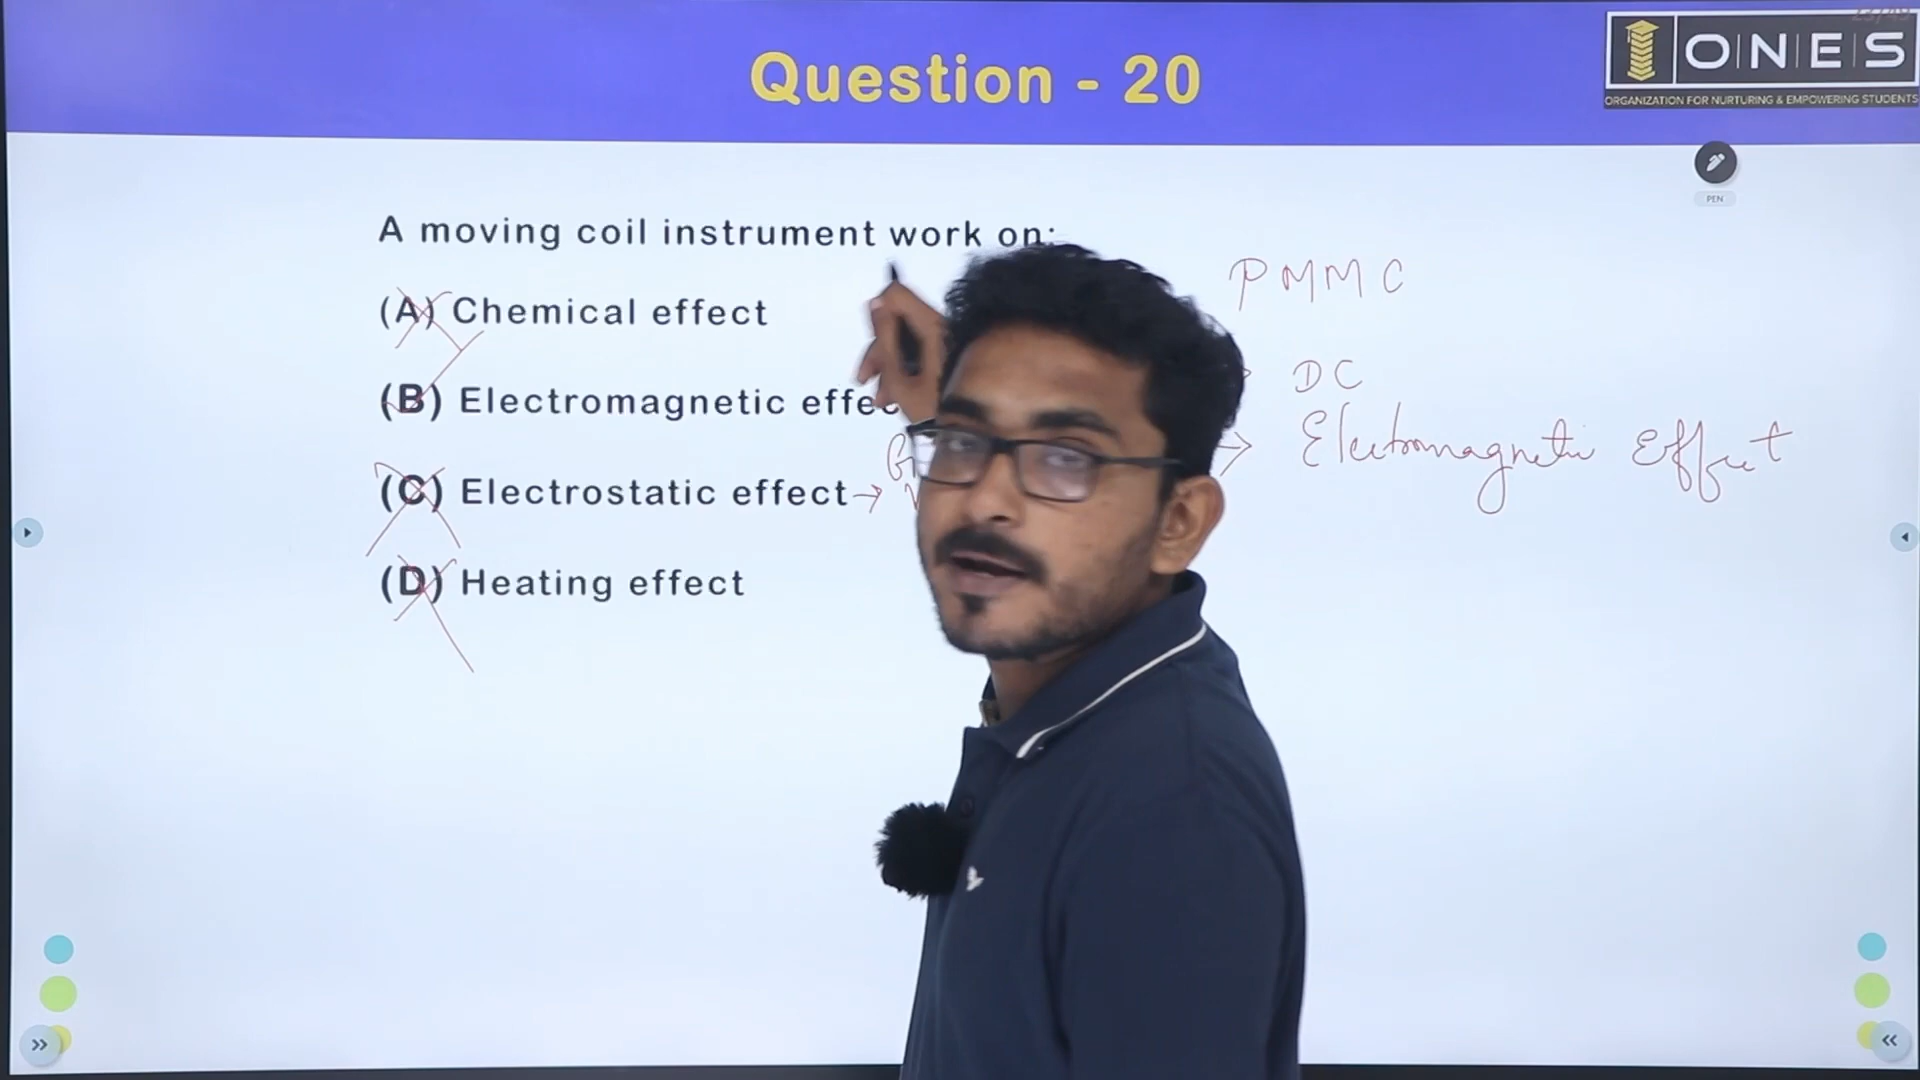 Question - 20
ONES
ORGANIZATION FOR NURTURING & EMPOWERING STUDENTS
PEN
A moving coil instrument work on:
(A) Chemical effect
(B) Electromagnetic effec
(C) Electrostatic effect→
(D) Heating effect
PMMC
DC
→ Electromagnetic Effect